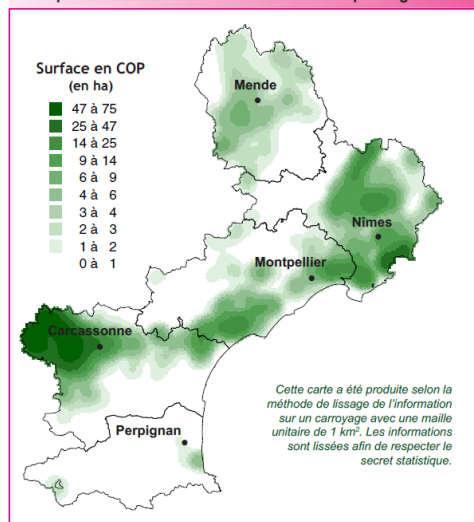 Surface en COP
(en ha)
47 à 75
25 à 47
14 à 25
9 à 14
6 à 9
4 à 6
3 à 4
2 à 3
1 à 2
0 à 1
Mende
Nîmes
Montpellier
Carcassonne
Perpignan
Cette carte a été produite selon la
méthode de lissage de l'information
sur un carroyage avec une maille
unitaire de 1 km². Les informations
sont lissées afin de respecter le
secret statistique.